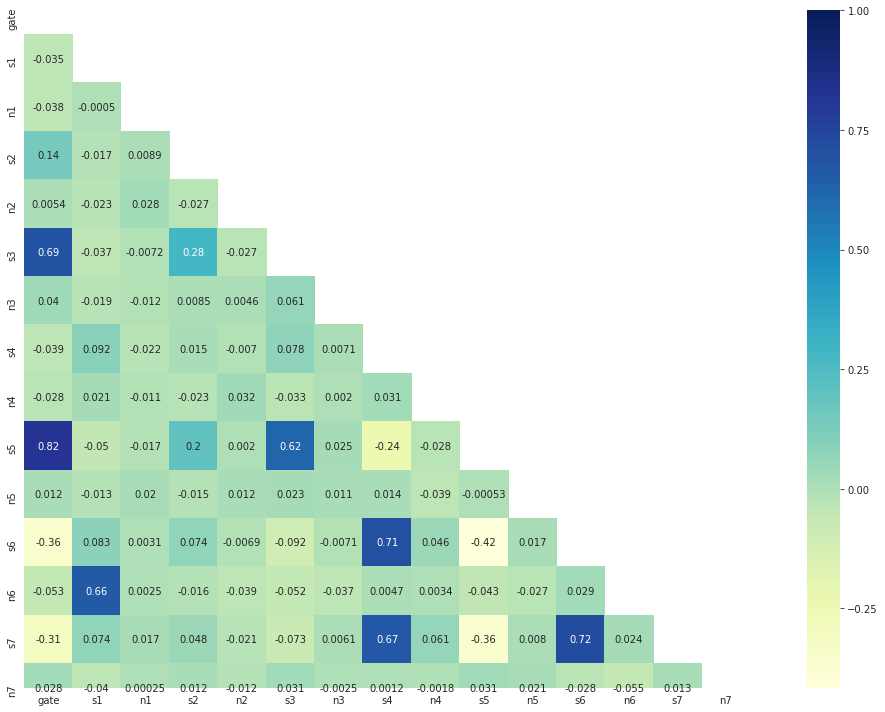 gate
s1 -0.035
n1 -0.038 -0.0005
s2 0.14 -0.017 0.0089
n2 0.0054 -0.023 0.028 -0.027
s3 0.69 -0.037 -0.0072 0.28 -0.027
n3 0.04 -0.019 -0.012 0.0085 0.0046 0.061
s4 -0.039 0.092 -0.022 0.015 -0.007 0.078 0.0071
n4 -0.028 0.021 -0.011 -0.023 0.032 -0.033 0.002 0.031
s5 0.82 -0.05 -0.017 0.2 0.002 0.62 0.025 -0.24 -0.028
n5 0.012 -0.013 0.02 -0.015 0.012 0.023 0.011 0.014 -0.039 -0.00053
s6 -0.36 0.083 0.0031 0.074 -0.0069 -0.092 -0.0071 0.71 0.046 -0.42 0.017
n6 -0.053 0.66 0.0025 -0.016 -0.039 -0.052 -0.037 0.0047 0.0034 -0.043 -0.027 0.029
s7 -0.31 0.074 0.017 0.048 -0.021 -0.073 0.0061 0.67 0.061 -0.36 0.008 0.72 0.024
n7 0.028 -0.04 0.00025 0.012 -0.012 0.031 -0.0025 0.0012 -0.0018 0.031 0.021 -0.028 -0.055 0.013
gate s1 n1 s2 n2 s3 n3 s4 n4 s5 n5 s6 n6 s7 n7
1.00
0.75
0.50
0.25
0.00
−0.25